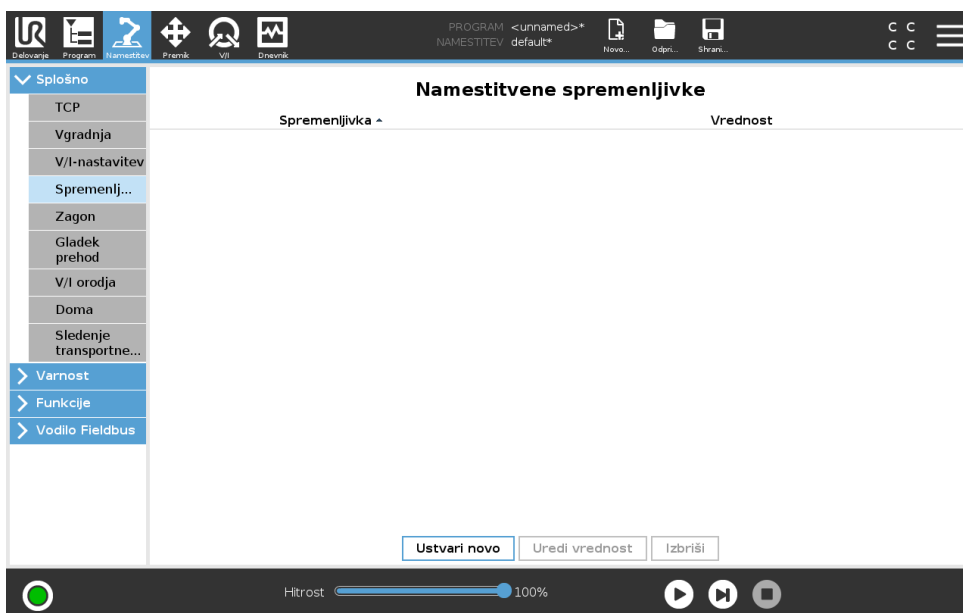 PROGRAM <unnamed>*
NAMESTITEV default*
Delovanje Program Namestitev Premik V/I Dnevnik Novo... Odpri... Shrani...
C C
C C
Splošno
TCP
Vgradnja
V/I-nastavitev
Spremenlj...
Zagon
Gladek
prehod
V/I orodja
Doma
Sledenje
transportne...
Varnost
Funkcije
Vodilo Fieldbus
Namestitvene spremenljivke
Spremenljivka Vrednost
Ustvari novo Uredi vrednost Izbriši
Hitrost 100%